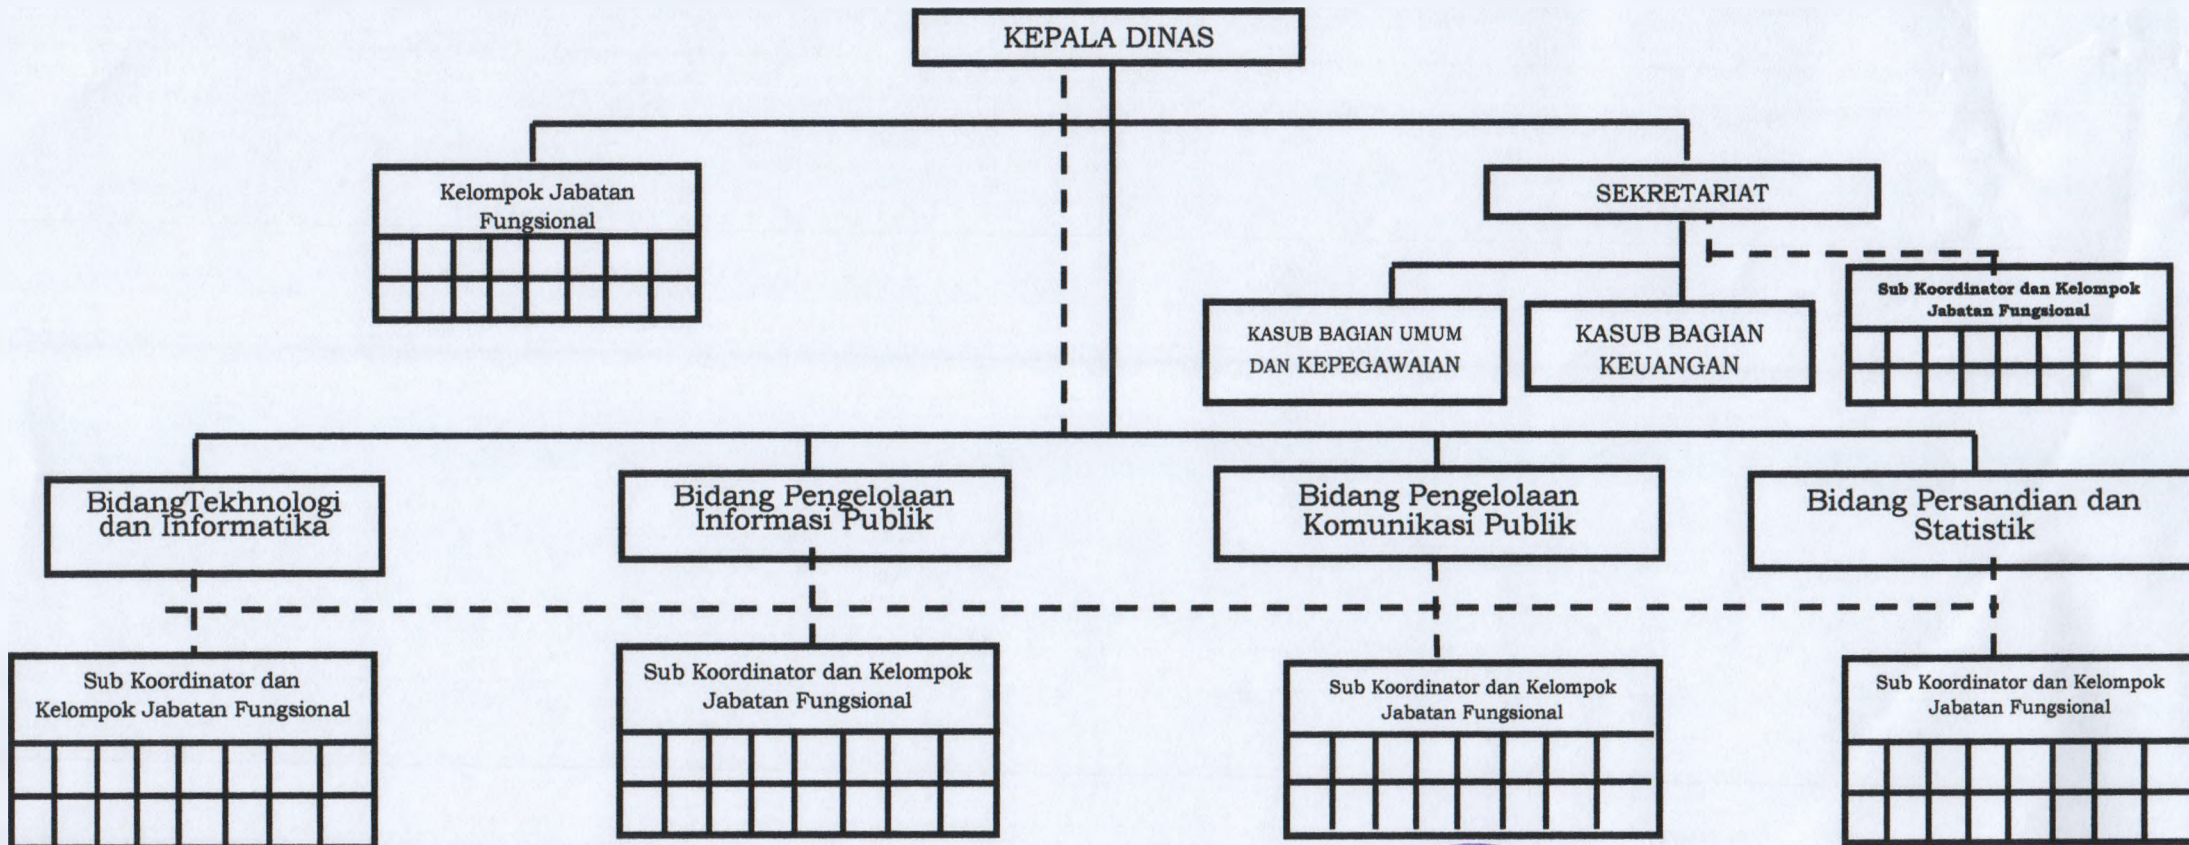 KEPALA DINAS
Kelompok Jabatan
Fungsional
SEKRETARIAT
KASUB BAGIAN UMUM
DAN KEPEGAWAIAN
KASUB BAGIAN
KEUANGAN
Sub Koordinator dan Kelompok
Jabatan Fungsional
BidangTekhnologi
dan Informatika
Bidang Pengelolaan
Informasi Publik
Bidang Pengelolaan
Komunikasi Publik
Bidang Persandian dan
Statistik
Sub Koordinator dan
Kelompok Jabatan Fungsional
Sub Koordinator dan Kelompok
Jabatan Fungsional
Sub Koordinator dan Kelompok
Jabatan Fungsional
Sub Koordinator dan Kelompok
Jabatan Fungsional